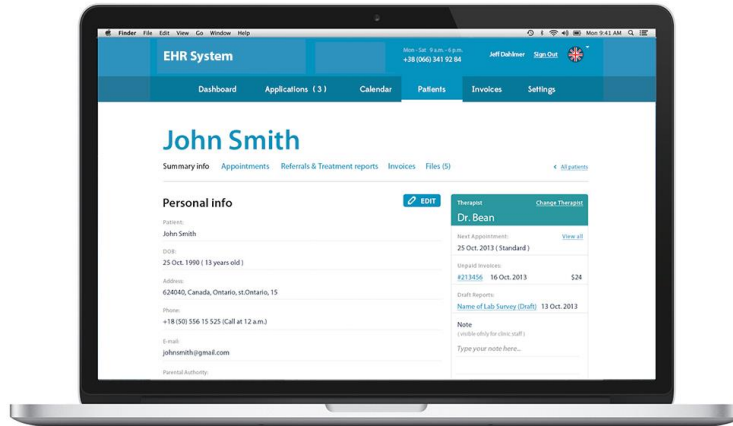 Finder File Edit View Go Window Help
Mon 9:41 AM
EHR System
Mon - Sat 9 a.m. - 6 p.m.
+38 (066) 341 92 84
Jeff Dahlmer Sign Out
Dashboard Applications (3) Calendar Patients Invoices Settings
John Smith
Summary info Appointments Referrals & Treatment reports Invoices Files (5)
< All patients
Personal info
EDIT
Patient:
John Smith
DOB:
25 Oct. 1990 ( 13 years old )
Address:
624040, Canada, Ontario, st.Ontario, 15
Phone:
+18 (50) 556 15 525 (Call at 12 a.m.)
E-mail
johnsmith@gmail.com
Parental Authority:
Therapist Change Therapist
Dr. Bean
Next Appointment: View all
25 Oct. 2013 ( Standard )
Unpaid Invoices:
#213456 16 Oct. 2013 $24
Draft Reports:
Name of Lab Survey (Draft) 13 Oct. 2013
Note
( visible only for clinic staff )
Type your note here...